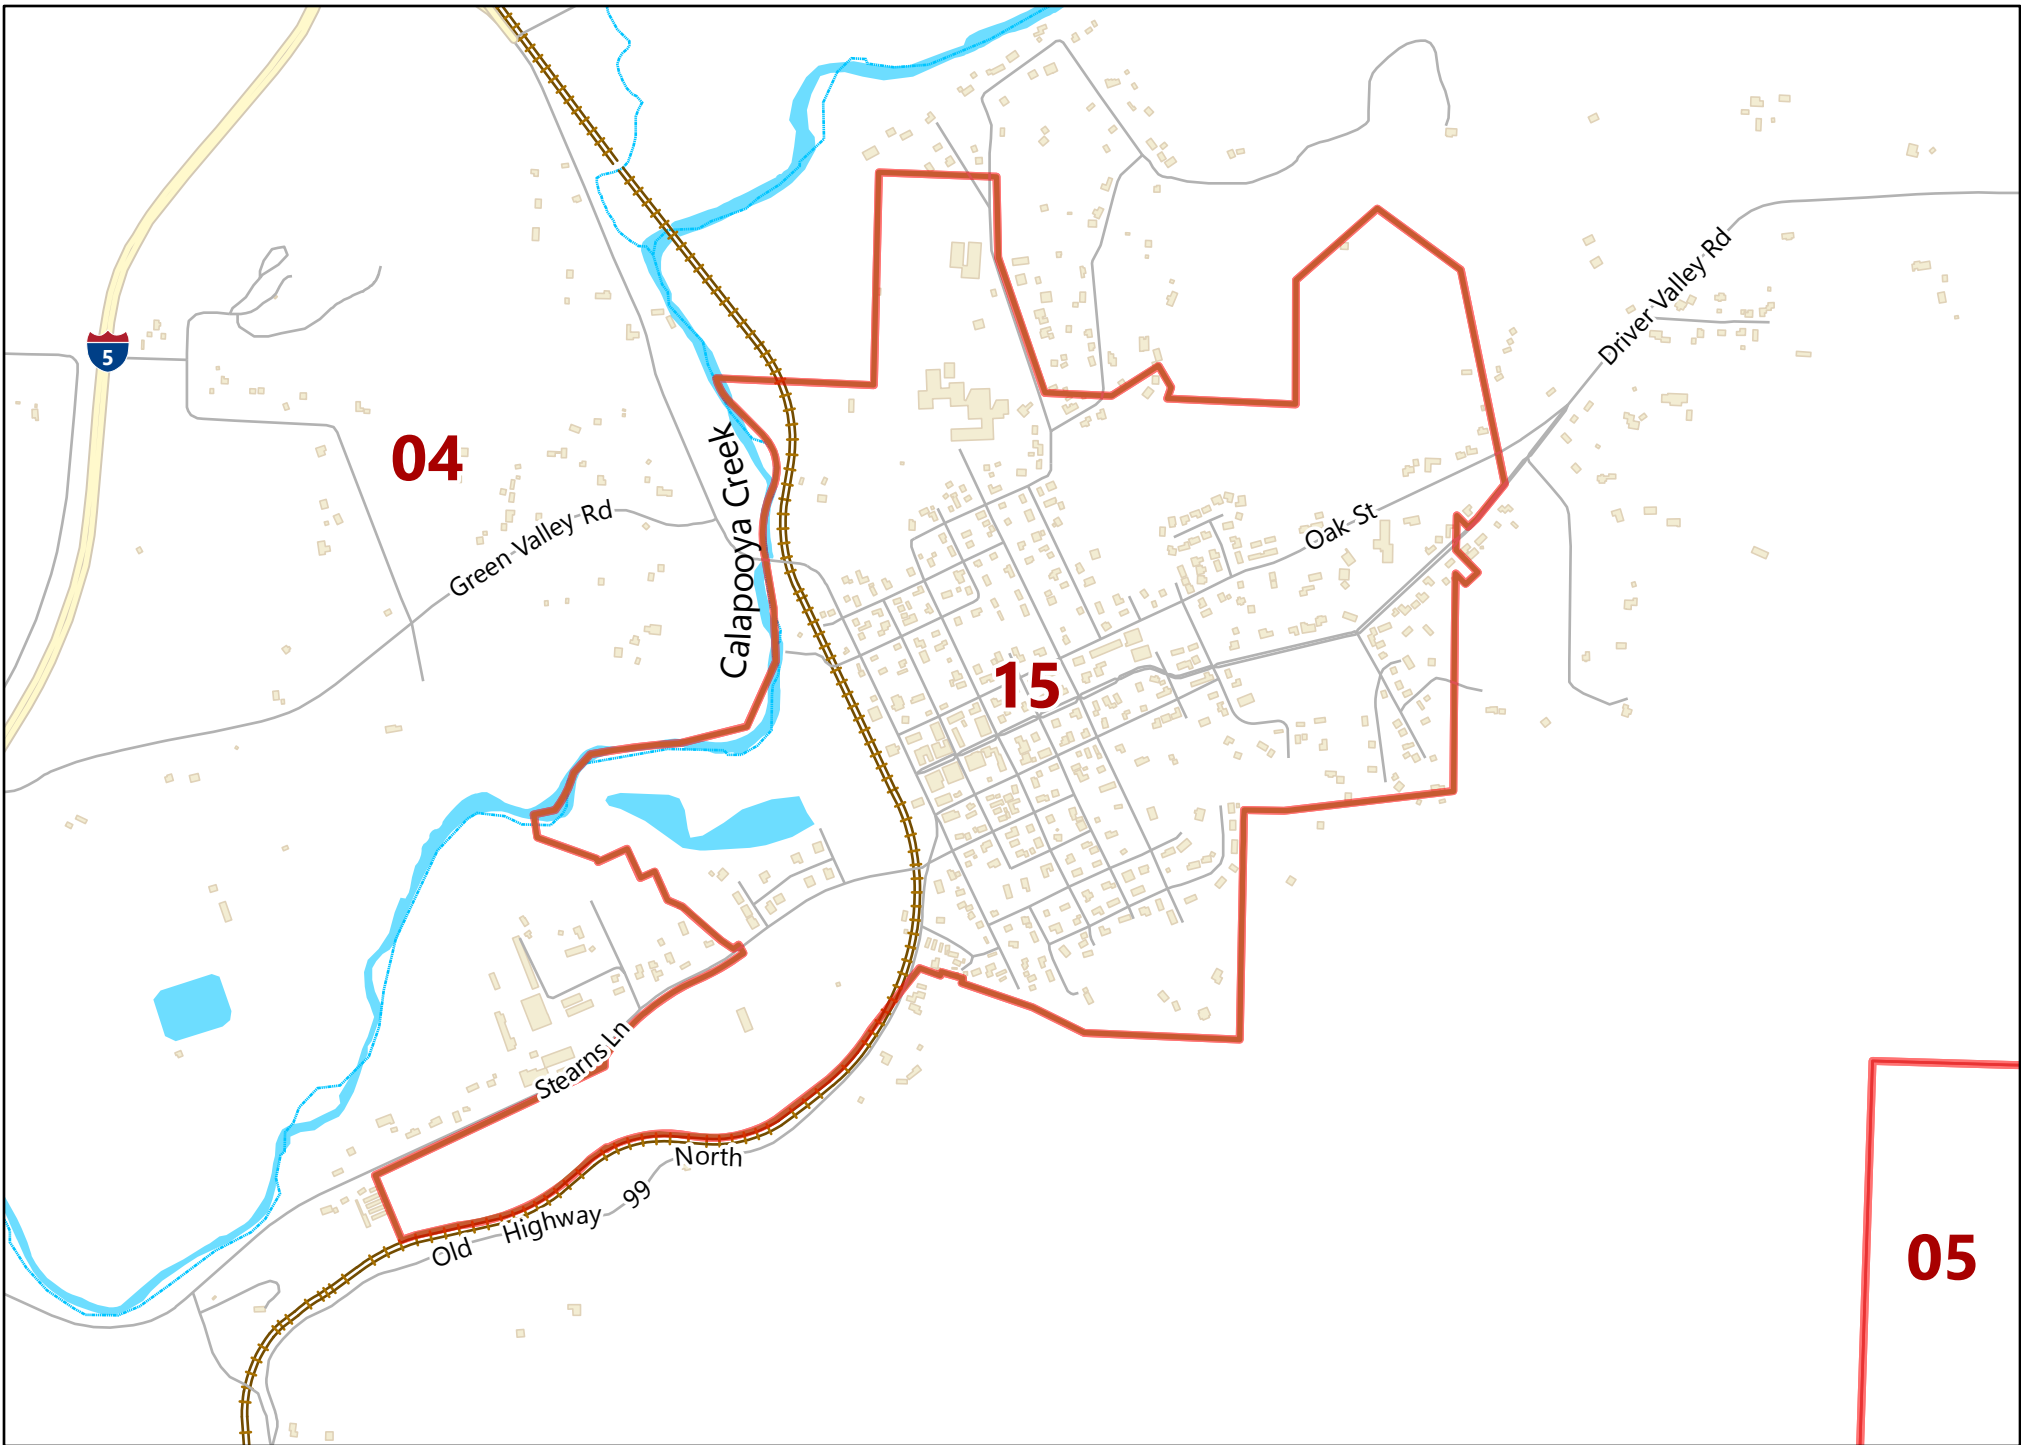 Driver Valley Rd
5
04
Calapooya Creek
Green Valley Rd
Oak St
15
Stearns Ln
North
99
Highway
Old
05